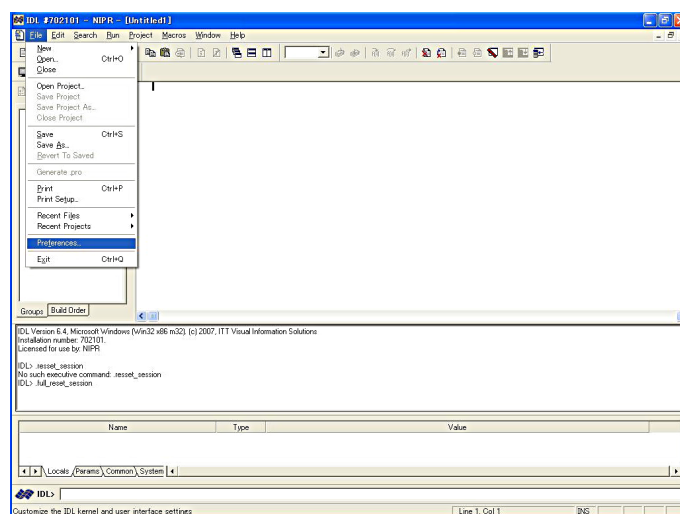 IDL #702101 - NIPR - [Untitled1]
File Edit Search Run Project Macros Window Help
New
Open... Ctrl+O
Close
Open Project...
Save Project
Save Project As...
Close Project
Save Ctrl+S
Save As...
Revert To Saved
Generate .pro
Print Ctrl+P
Print Setup...
Recent Files
Recent Projects
Preferences...
Exit Ctrl+Q
Groups Build Order
IDL Version 6.4, Microsoft Windows (Win32 x86 m32). (c) 2007, ITT Visual Information Solutions
Installation number: 702101.
Licensed for use by: NIPR
IDL> .resset_session
No such executive command: .resset_session
IDL> .full_reset_session
Name Type Value
Locals Params Common System
IDL>
Customize the IDL kernel and user interface settings Line 1, Col 1 INS